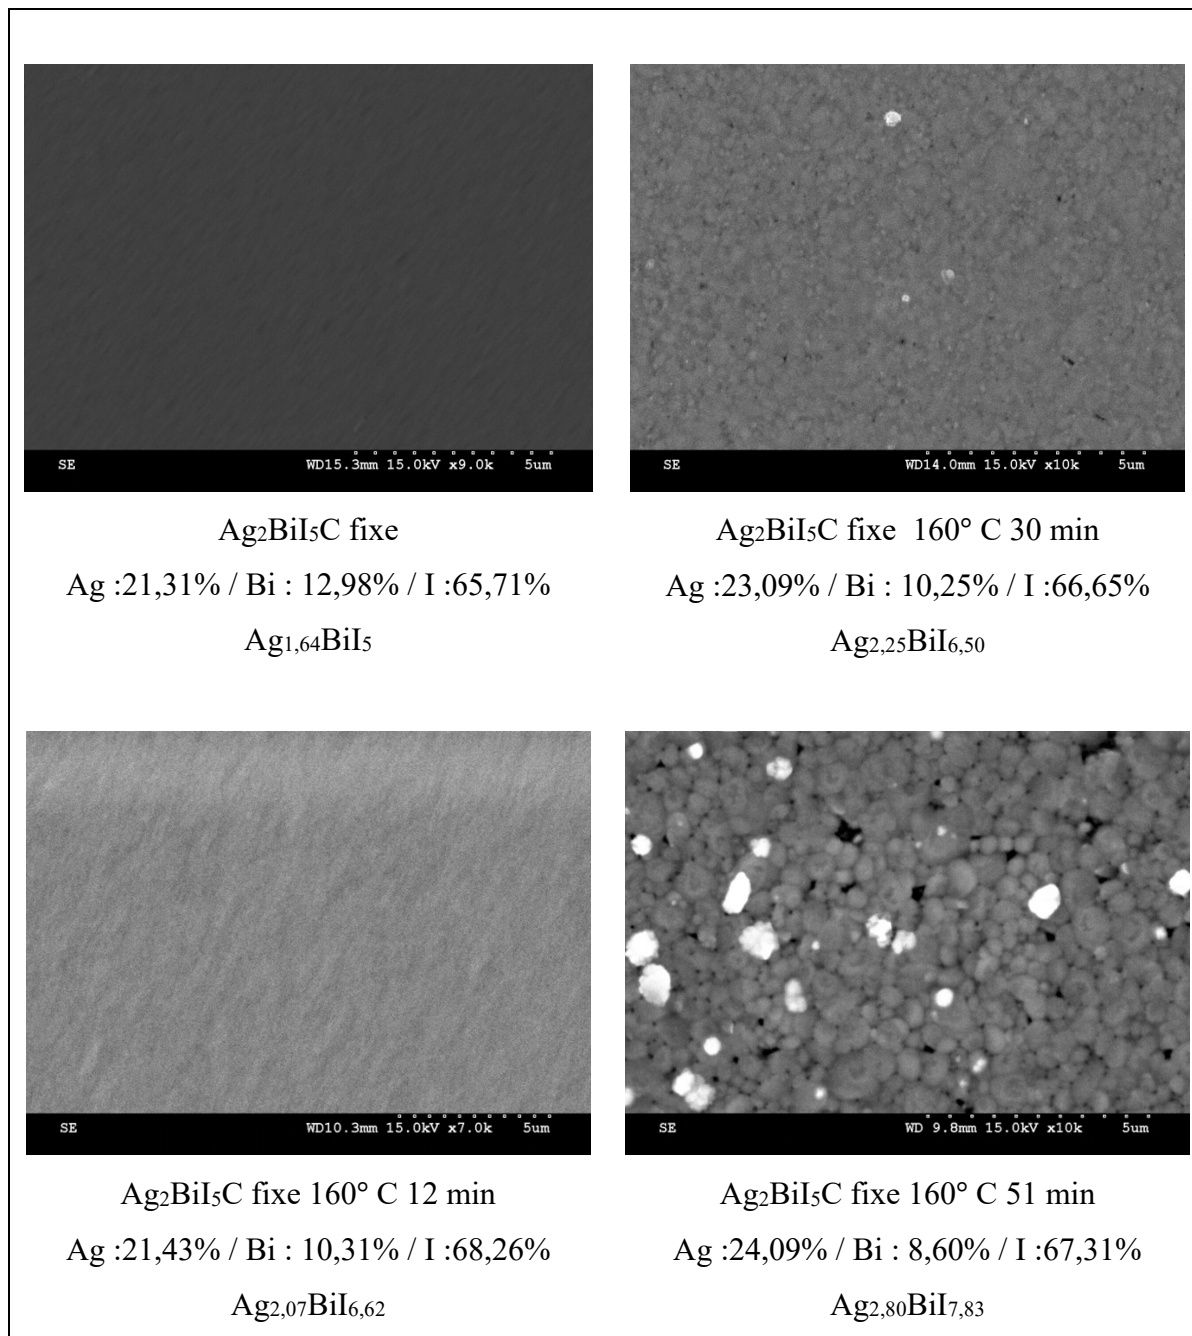 SE WD15.3mm 15.0kV x9.0k 5um
Ag₂BiI₅C fixe
Ag :21,31% / Bi : 12,98% / I :65,71%
Ag₁,₆₄BiI₅
SE WD14.0mm 15.0kV x10k 5um
Ag₂BiI₅C fixe 160° C 30 min
Ag :23,09% / Bi : 10,25% / I :66,65%
Ag₂,₂₅BiI₆,₅₀
SE WD10.3mm 15.0kV x7.0k 5um
Ag₂BiI₅C fixe 160° C 12 min
Ag :21,43% / Bi : 10,31% / I :68,26%
Ag₂,₀₇BiI₆,₆₂
SE WD 9.8mm 15.0kV x10k 5um
Ag₂BiI₅C fixe 160° C 51 min
Ag :24,09% / Bi : 8,60% / I :67,31%
Ag₂,₈₀BiI₇,₈₃